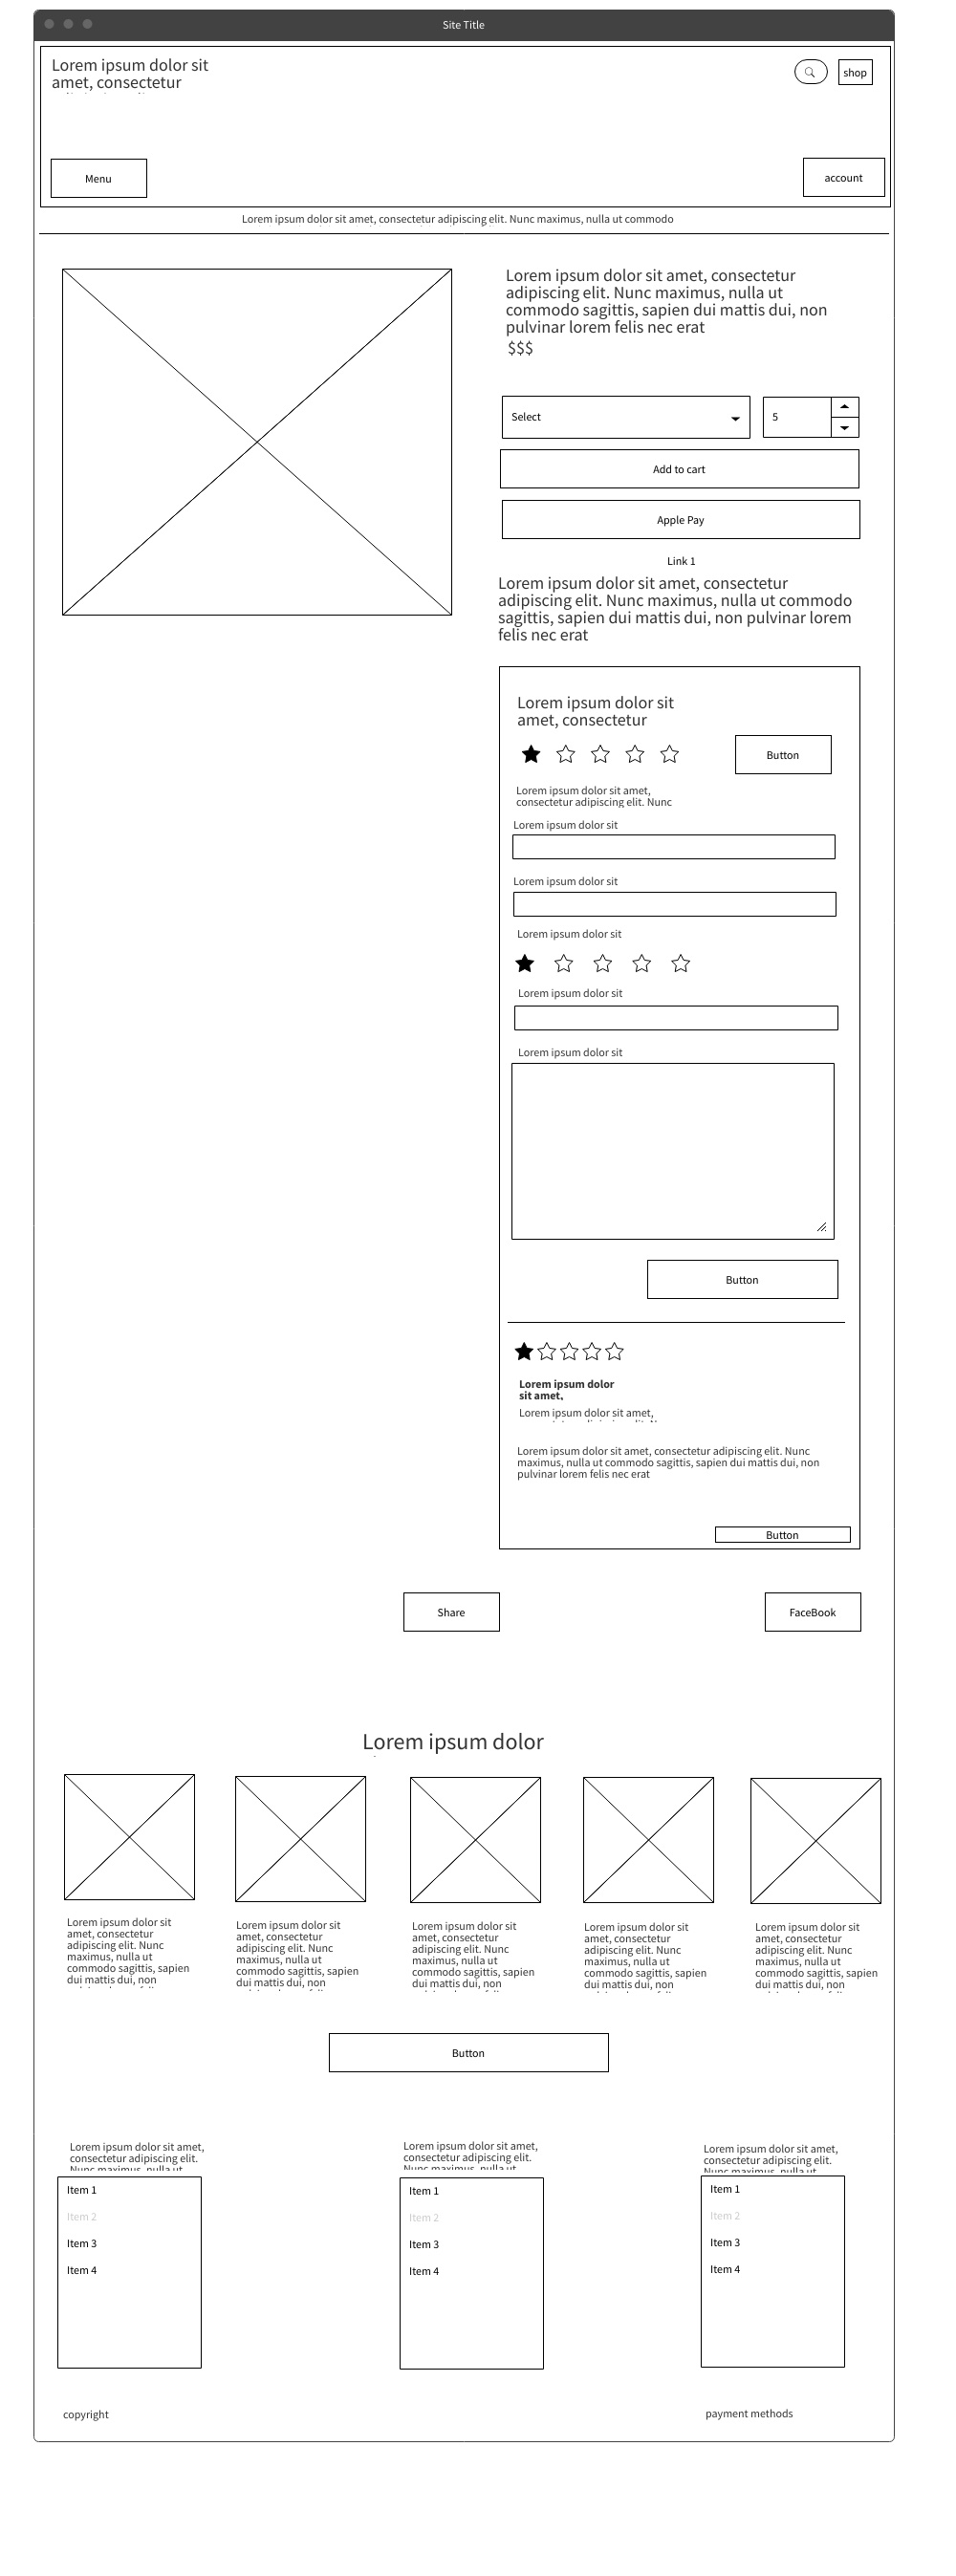 Site Title
Lorem ipsum dolor sit
amet, consectetur
shop
Menu
account
Lorem ipsum dolor sit amet, consectetur adipiscing elit. Nunc maximus, nulla ut commodo
Lorem ipsum dolor sit amet, consectetur
adipiscing elit. Nunc maximus, nulla ut
commodo sagittis, sapien dui mattis dui, non
pulvinar lorem felis nec erat
$$$
Select
5
Add to cart
Apple Pay
Link 1
Lorem ipsum dolor sit amet, consectetur
adipiscing elit. Nunc maximus, nulla ut commodo
sagittis, sapien dui mattis dui, non pulvinar lorem
felis nec erat
Lorem ipsum dolor sit
amet, consectetur
Button
Lorem ipsum dolor sit amet,
consectetur adipiscing elit. Nunc
Lorem ipsum dolor sit
Lorem ipsum dolor sit
Lorem ipsum dolor sit
Lorem ipsum dolor sit
Lorem ipsum dolor sit
Button
Lorem ipsum dolor
sit amet,
Lorem ipsum dolor sit amet,
Lorem ipsum dolor sit amet, consectetur adipiscing elit. Nunc
maximus, nulla ut commodo sagittis, sapien dui mattis dui, non
pulvinar lorem felis nec erat
Button
Share
FaceBook
Lorem ipsum dolor
Lorem ipsum dolor sit
amet, consectetur
adipiscing elit. Nunc
maximus, nulla ut
commodo sagittis, sapien
dui mattis dui, non
Lorem ipsum dolor sit
amet, consectetur
adipiscing elit. Nunc
maximus, nulla ut
commodo sagittis, sapien
dui mattis dui, non
Lorem ipsum dolor sit
amet, consectetur
adipiscing elit. Nunc
maximus, nulla ut
commodo sagittis, sapien
dui mattis dui, non
Lorem ipsum dolor sit
amet, consectetur
adipiscing elit. Nunc
maximus, nulla ut
commodo sagittis, sapien
dui mattis dui, non
Lorem ipsum dolor sit
amet, consectetur
adipiscing elit. Nunc
maximus, nulla ut
commodo sagittis, sapien
dui mattis dui, non
Button
Lorem ipsum dolor sit amet,
consectetur adipiscing elit.
Nunc maximus, nulla ut
Item 1
Item 2
Item 3
Item 4
Lorem ipsum dolor sit amet,
consectetur adipiscing elit.
Nunc maximus, nulla ut
Item 1
Item 2
Item 3
Item 4
Lorem ipsum dolor sit amet,
consectetur adipiscing elit.
Nunc maximus, nulla ut
Item 1
Item 2
Item 3
Item 4
copyright
payment methods